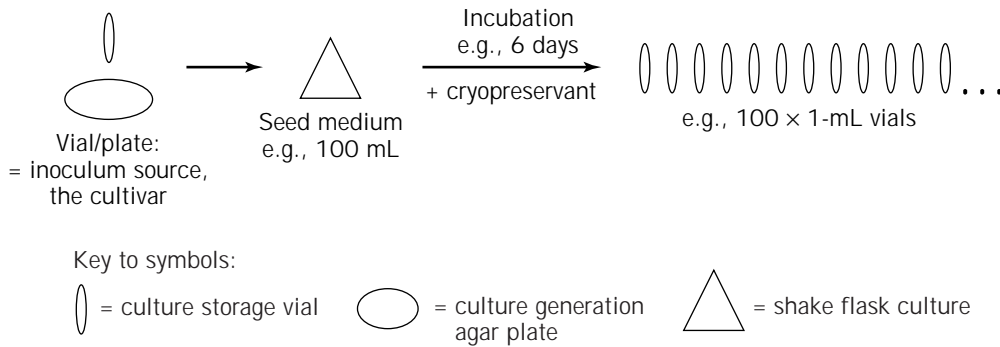 Incubation
e.g., 6 days
+ cryopreservant
Seed medium
e.g., 100 mL
e.g., 100 × 1-mL vials
Vial/plate:
= inoculum source,
the cultivar
Key to symbols:
= culture storage vial
= culture generation
agar plate
= shake flask culture